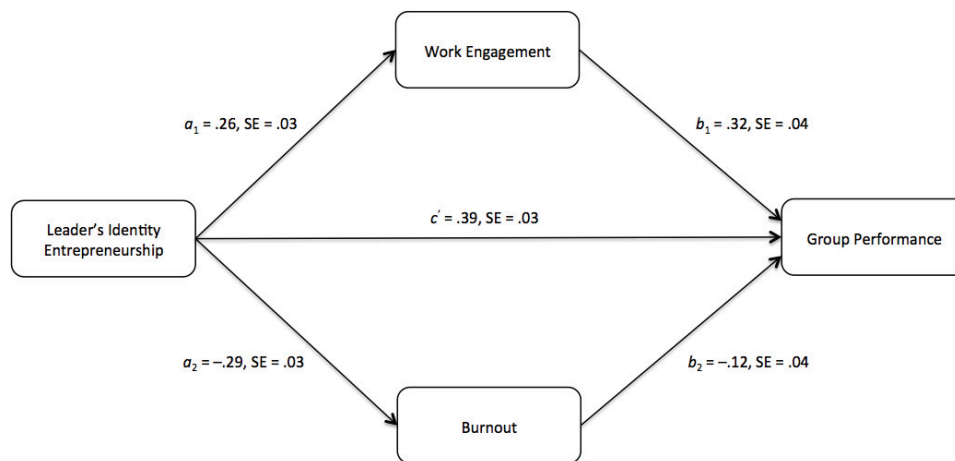 Work Engagement
a1 = .26, SE = .03
b1 = .32, SE = .04
Leader’s Identity
Entrepreneurship
c′ = .39, SE = .03
Group Performance
a2 = –.29, SE = .03
b2 = –.12, SE = .04
Burnout